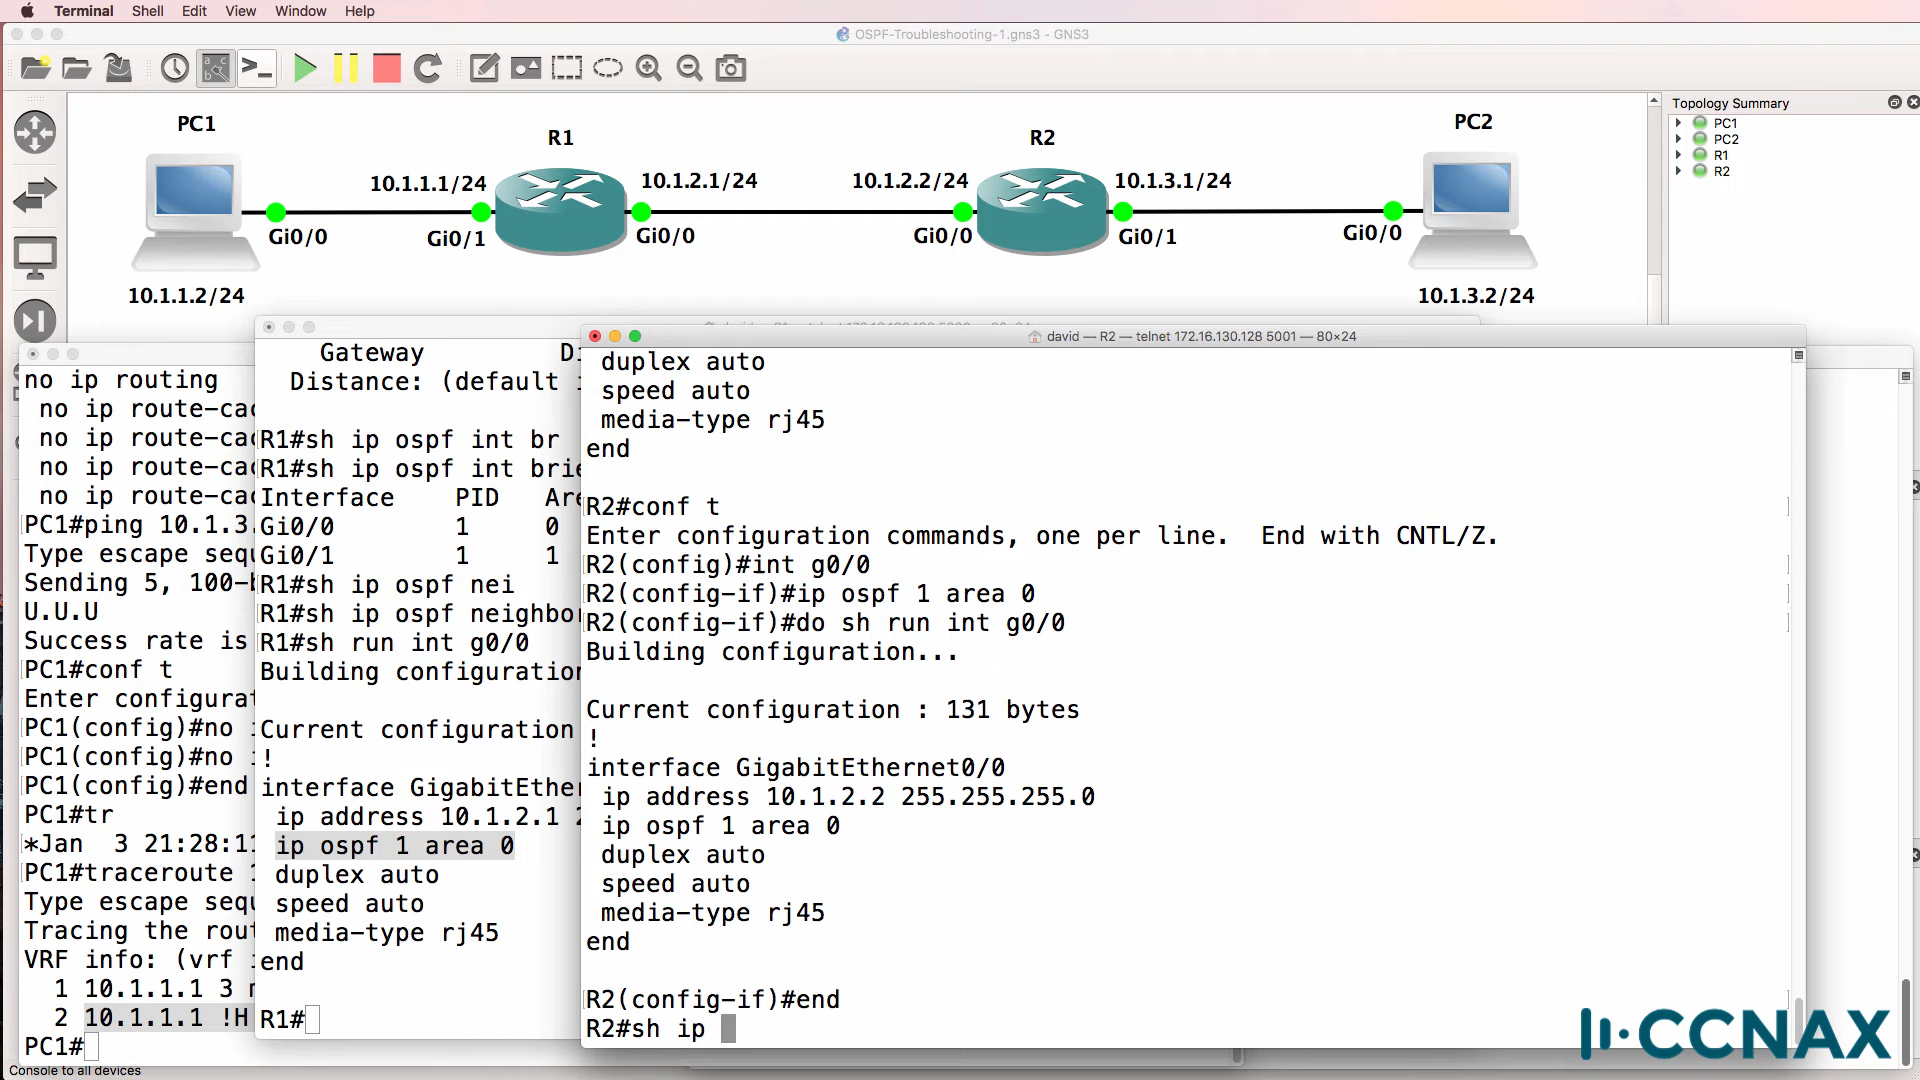 Terminal Shell Edit View Window Help
OSPF-Troubleshooting-1.gns3 - GNS3
Topology Summary
PC1
PC2
R1
R2
PC1
R1
R2
PC2
10.1.1.1/24
10.1.2.1/24
10.1.2.2/24
10.1.3.1/24
Gi0/0
Gi0/1
Gi0/0
Gi0/0
Gi0/1
Gi0/0
10.1.1.2/24
10.1.3.2/24
no ip routing
no ip route-cac
no ip route-cac
no ip route-cac
no ip route-cac
PC1#ping 10.1.3.
Type escape sequ
Sending 5, 100-b
U.U.U
Success rate is
PC1#conf t
Enter configurat
PC1(config)#no i
PC1(config)#no i
PC1(config)#end
PC1#tr
*Jan  3 21:28:11
PC1#traceroute 1
Type escape sequ
Tracing the rout
VRF info: (vrf i
1 10.1.1.1 3 m
2 10.1.1.1 !H
PC1#
Gateway Di
Distance: (default i
R1#sh ip ospf int br
R1#sh ip ospf int brie
Interface PID Are
Gi0/0 1 0
Gi0/1 1 1
R1#sh ip ospf nei
R1#sh ip ospf neighbor
R1#sh run int g0/0
Building configuration
Current configuration
!
interface GigabitEther
ip address 10.1.2.1 2
ip ospf 1 area 0
duplex auto
speed auto
media-type rj45
end
R1#
david — R2 — telnet 172.16.130.128 5001 — 80×24
duplex auto
speed auto
media-type rj45
end
R2#conf t
Enter configuration commands, one per line.  End with CNTL/Z.
R2(config)#int g0/0
R2(config-if)#ip ospf 1 area 0
R2(config-if)#do sh run int g0/0
Building configuration...
Current configuration : 131 bytes
!
interface GigabitEthernet0/0
ip address 10.1.2.2 255.255.255.0
ip ospf 1 area 0
duplex auto
speed auto
media-type rj45
end
R2(config-if)#end
R2#sh ip
CCNAX
Console to all devices